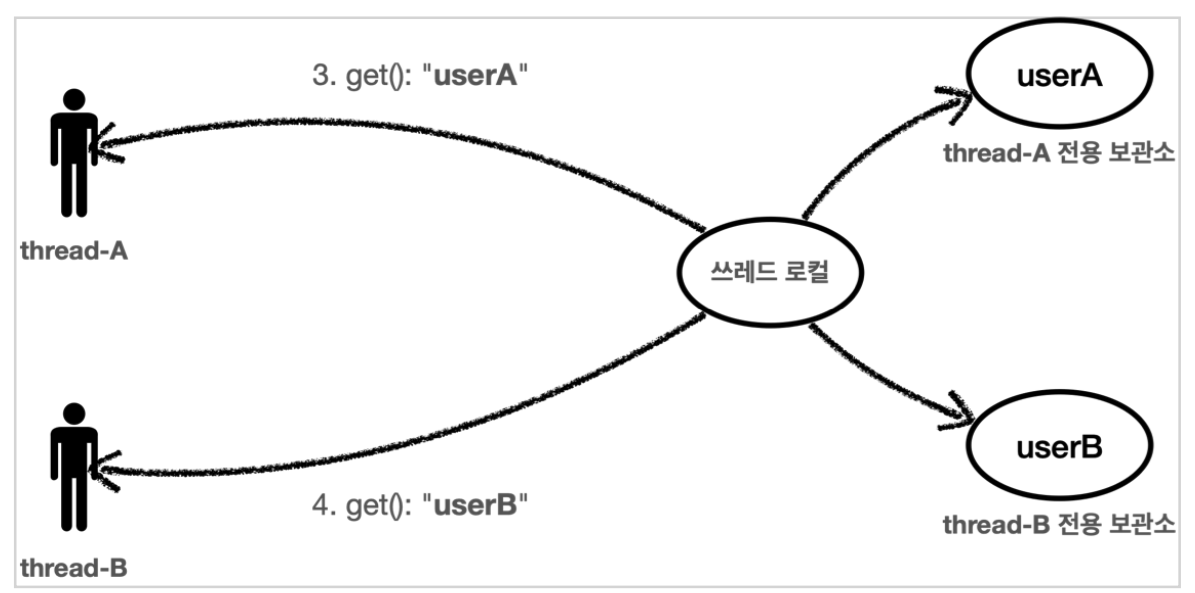 3. get(): "userA"
userA
thread-A 전용 보관소
thread-A
쓰레드 로컬
userB
4. get(): "userB"
thread-B 전용 보관소
thread-B